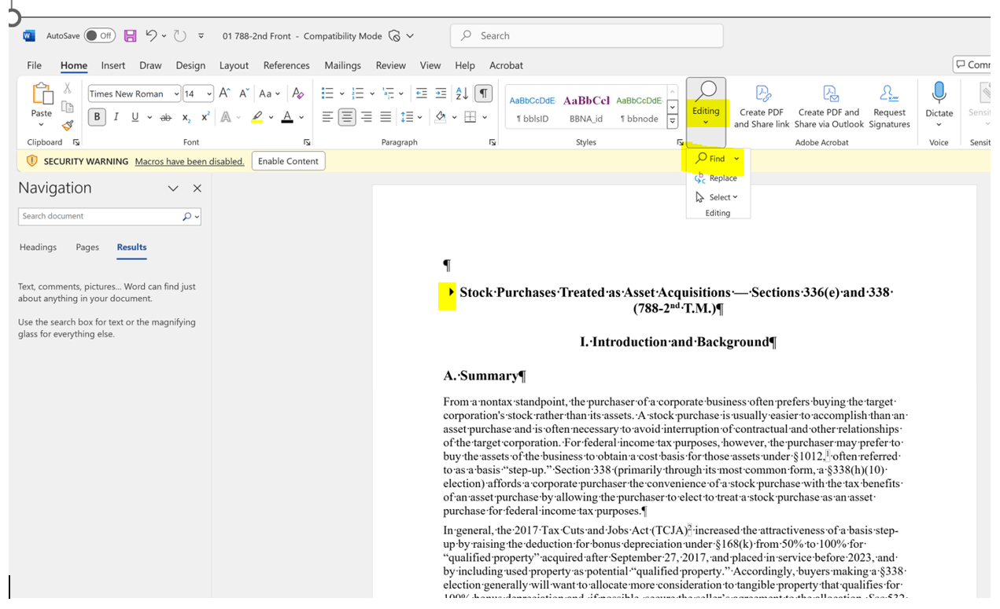 AutoSave Off 01 788-2nd Front - Compatibility Mode Search
File Home Insert Draw Design Layout References Mailings Review View Help Acrobat
Paste
Clipboard
Times New Roman 14 Aa
B I U ab x₂ x² A A
Font
Paragraph
AaBbCcDdE AaBbCcI AaBbCcDdE
¶ bblsID BBNA_id ¶ bbnode
Styles
Editing
Create PDF and Share link
Create PDF and Share via Outlook
Request Signatures
Adobe Acrobat
Dictate
Voice
SECURITY WARNING Macros have been disabled. Enable Content
Find
Replace
Select
Editing
Navigation
Search document
Headings Pages Results
Text, comments, pictures... Word can find just
about anything in your document.
Use the search box for text or the magnifying
glass for everything else.
¶
Stock·Purchases·Treated·as·Asset·Acquisitions·—·Sections·336(e)·and·338·
(788-2nd·T.M.)¶
I.·Introduction·and·Background¶
A.·Summary¶
From·a·nontax·standpoint,·the·purchaser·of·a·corporate·business·often·prefers·buying·the·target·
corporation's·stock·rather·than·its·assets.·A·stock·purchase·is·usually·easier·to·accomplish·than·an·
asset·purchase·and·is·often·necessary·to·avoid·interruption·of·contractual·and·other·relationships·
of·the·target·corporation.·For·federal·income·tax·purposes,·however,·the·purchaser·may·prefer·to·
buy·the·assets·of·the·business·to·obtain·a·cost·basis·for·those·assets·under·§1012,1·often·referred·
to·as·a·basis·“step-up.”·Section·338·(primarily·through·its·most·common·form,·a·§338(h)(10)·
election)·affords·a·corporate·purchaser·the·convenience·of·a·stock·purchase·with·the·tax·benefits·
of·an·asset·purchase·by·allowing·the·purchaser·to·elect·to·treat·a·stock·purchase·as·an·asset·
purchase·for·federal·income·tax·purposes.¶
In·general,·the·2017·Tax·Cuts·and·Jobs·Act·(TCJA)2·increased·the·attractiveness·of·a·basis·step-
up·by·raising·the·deduction·for·bonus·depreciation·under·§168(k)·from·50%·to·100%·for·
“qualified·property”·acquired·after·September·27,·2017,·and·placed·in·service·before·2023,·and·
by·including·used·property·as·potential·“qualified·property.”·Accordingly,·buyers·making·a·§338·
election·generally·will·want·to·allocate·more·consideration·to·tangible·property·that·qualifies·for·